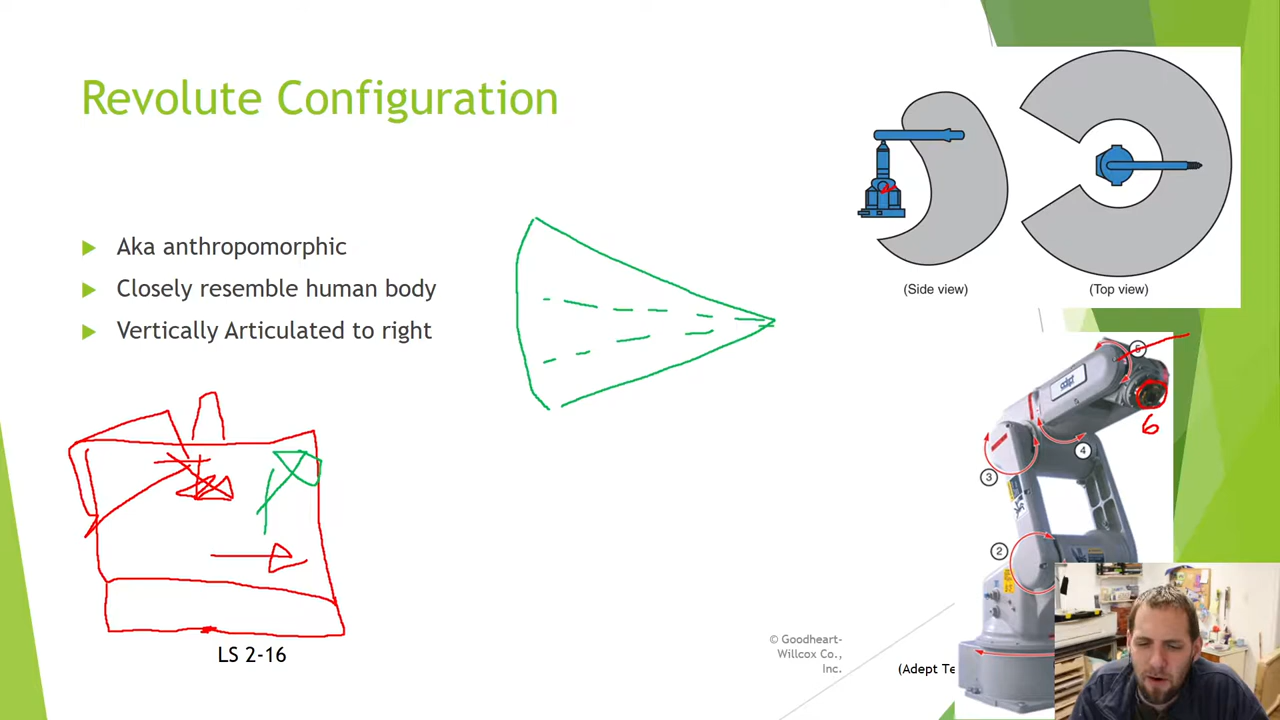 Revolute Configuration
Aka anthropomorphic
Closely resemble human body
Vertically Articulated to right
(Side view)
(Top view)
5
adept
6
4
3
2
LS 2-16
© Goodheart-
Willcox Co.,
Inc.
(Adept Te